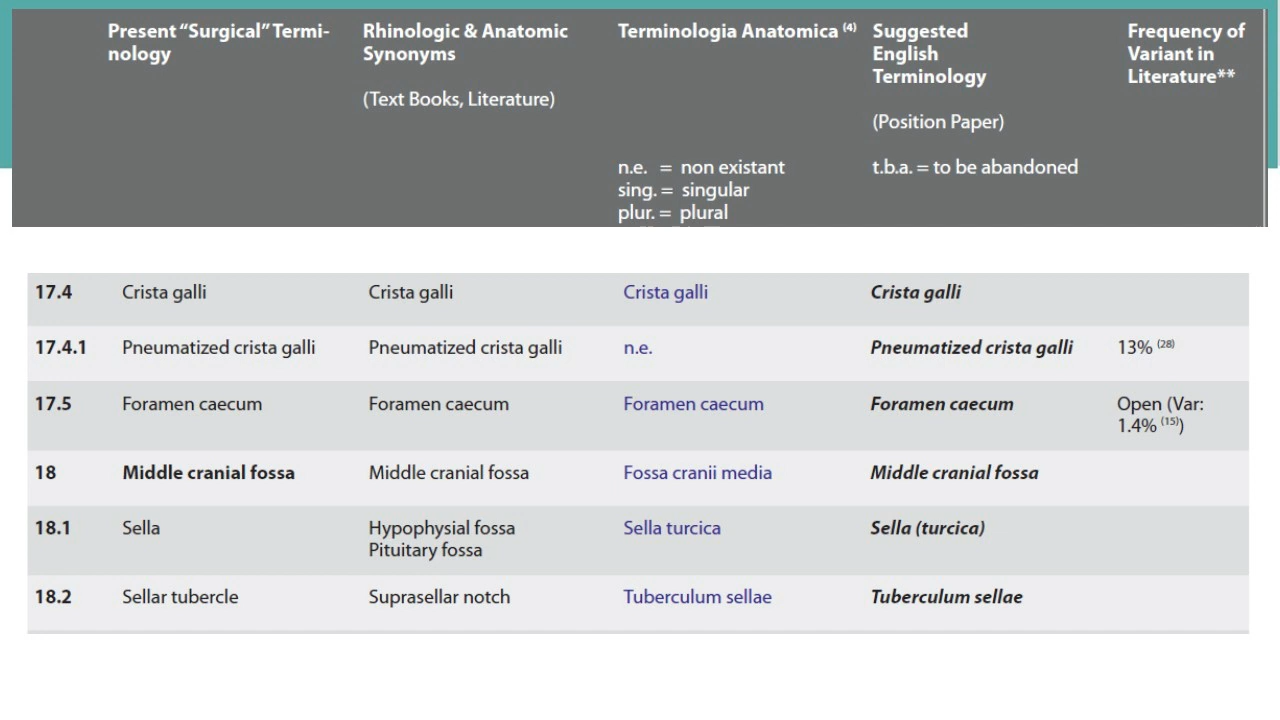 Present “Surgical” Termi-
nology
Rhinologic & Anatomic
Synonyms
(Text Books, Literature)
Terminologia Anatomica (4)
n.e. = non existant
sing. = singular
plur. = plural
Suggested
English
Terminology
(Position Paper)
t.b.a. = to be abandoned
Frequency of
Variant in
Literature**
17.4 Crista galli Crista galli Crista galli Crista galli
17.4.1 Pneumatized crista galli Pneumatized crista galli n.e. Pneumatized crista galli 13% (28)
17.5 Foramen caecum Foramen caecum Foramen caecum Foramen caecum Open (Var:
1.4% (15))
18 Middle cranial fossa Middle cranial fossa Fossa cranii media Middle cranial fossa
18.1 Sella Hypophysial fossa Sella turcica Sella (turcica)
Pituitary fossa
18.2 Sellar tubercle Suprasellar notch Tuberculum sellae Tuberculum sellae